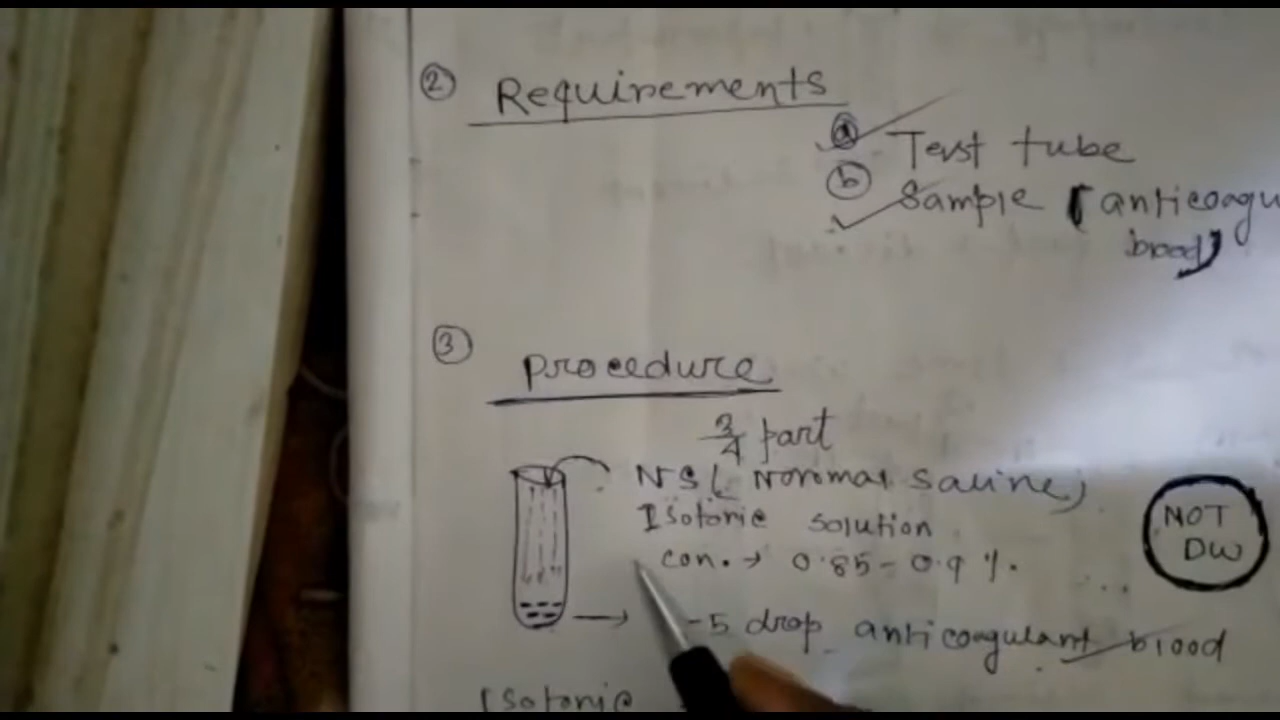 ② Requirements
ⓐ Test tube
ⓑ Sample (anticoagu
blood)
③ Procedure
3/4 part
NS (Normal Saline)
Isotonic solution
con. → 0.85 - 0.9 %.
NOT
DW
-5 drop anticoagulant blood
Isotonic